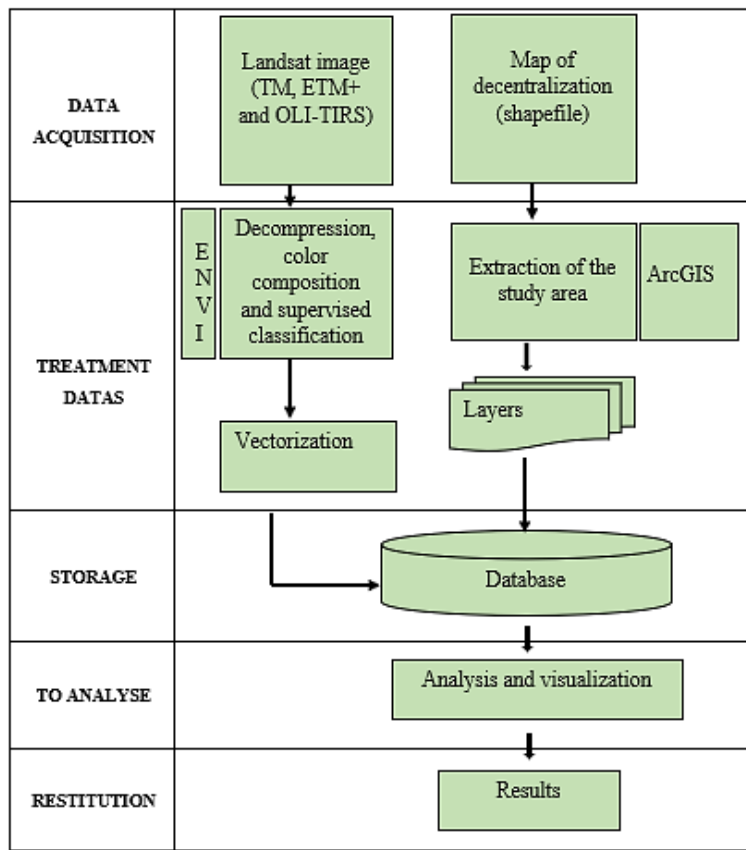 DATA
ACQUISITION
Landsat image
(TM, ETM+
and OLI-TIRS)
Map of
decentralization
(shapefile)
TREATMENT
DATAS
E
N
V
I
Decompression,
color
composition
and supervised
classification
Extraction of the
study area
ArcGIS
Vectorization
Layers
STORAGE
Database
TO ANALYSE
Analysis and visualization
RESTITUTION
Results